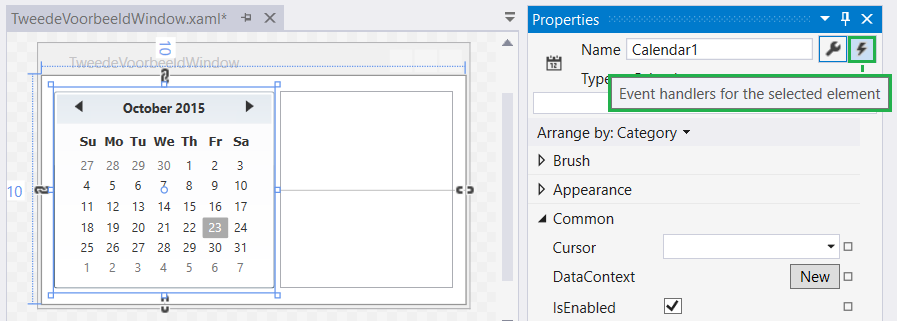 TweedeVoorbeeldWindow.xaml*
10
TweedeVoorbeeldWindow
October 2015
Su Mo Tu We Th Fr Sa
27 28 29 30 1 2 3
4 5 6 7 8 9 10
11 12 13 14 15 16 17
18 19 20 21 22 23 24
25 26 27 28 29 30 31
1 2 3 4 5 6 7
10
Properties
Name Calendar1
12
Type
Event handlers for the selected element
Arrange by: Category
Brush
Appearance
Common
Cursor
DataContext New
IsEnabled